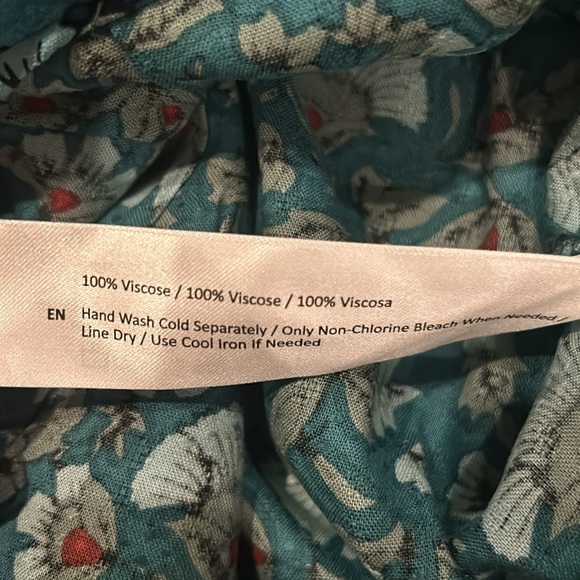 100% Viscose / 100% Viscose / 100% Viscosa
EN Hand Wash Cold Separately / Only Non-Chlorine Bleach When Needed /
Line Dry / Use Cool Iron If Needed